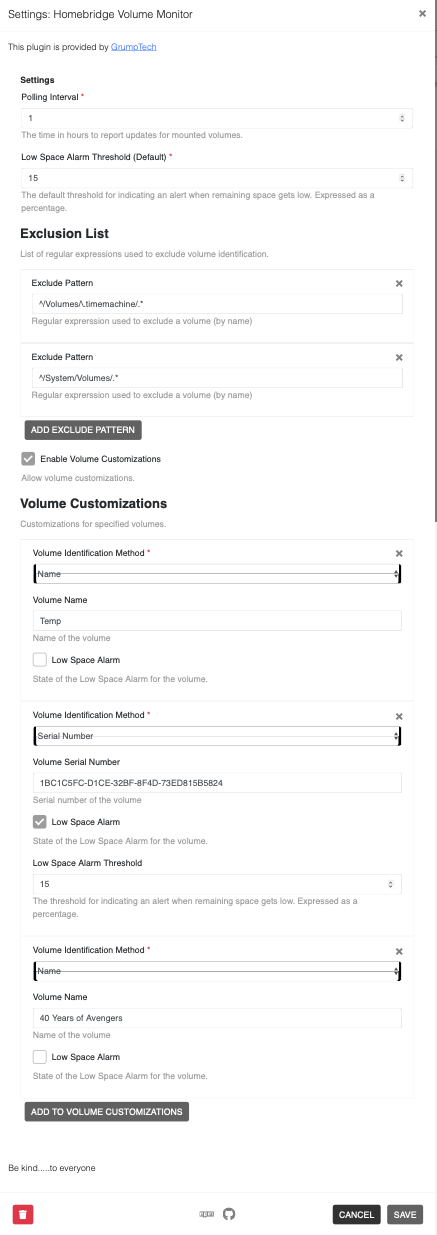 Settings: Homebridge Volume Monitor
This plugin is provided by GrumpTech
Settings
Polling Interval *
1
The time in hours to report updates for mounted volumes.
Low Space Alarm Threshold (Default) *
15
The default threshold for indicating an alert when remaining space gets low. Expressed as a
percentage.
Exclusion List
List of regular expressions used to exclude volume identification.
Exclude Pattern
^/Volumes/\.timemachine/.*
Regular experrssion used to exclude a volume (by name)
Exclude Pattern
^/System/Volumes/.*
Regular experrssion used to exclude a volume (by name)
ADD EXCLUDE PATTERN
Enable Volume Customizations
Allow volume customizations.
Volume Customizations
Customizations for specified volumes.
Volume Identification Method *
Name
Volume Name
Temp
Name of the volume
Low Space Alarm
State of the Low Space Alarm for the volume.
Volume Identification Method *
Serial Number
Volume Serial Number
1BC1C5FC-D1CE-32BF-8F4D-73ED815B5824
Serial number of the volume
Low Space Alarm
State of the Low Space Alarm for the volume.
Low Space Alarm Threshold
15
The threshold for indicating an alert when remaining space gets low. Expressed as a
percentage.
Volume Identification Method *
Name
Volume Name
40 Years of Avengers
Name of the volume
Low Space Alarm
State of the Low Space Alarm for the volume.
ADD TO VOLUME CUSTOMIZATIONS
Be kind.....to everyone
npm
CANCEL
SAVE